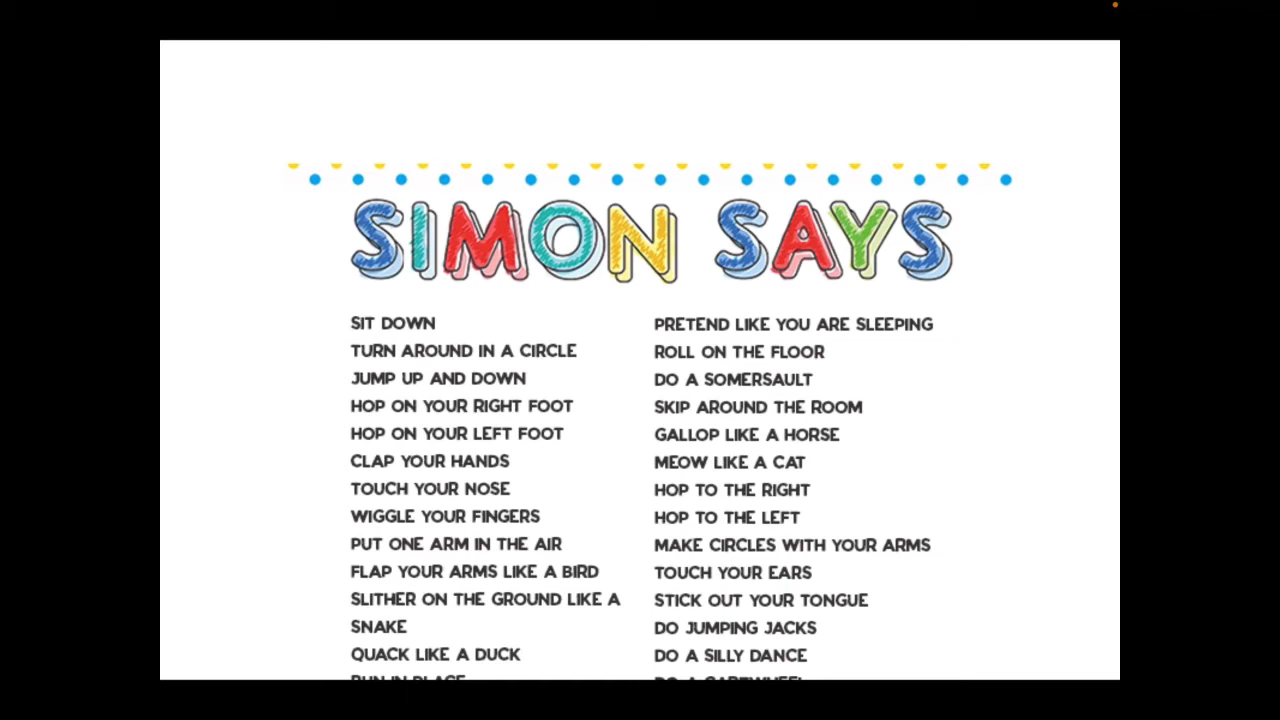 SIMON SAYS
SIT DOWN
TURN AROUND IN A CIRCLE
JUMP UP AND DOWN
HOP ON YOUR RIGHT FOOT
HOP ON YOUR LEFT FOOT
CLAP YOUR HANDS
TOUCH YOUR NOSE
WIGGLE YOUR FINGERS
PUT ONE ARM IN THE AIR
FLAP YOUR ARMS LIKE A BIRD
SLITHER ON THE GROUND LIKE A
SNAKE
QUACK LIKE A DUCK
RUN IN PLACE
PRETEND LIKE YOU ARE SLEEPING
ROLL ON THE FLOOR
DO A SOMERSAULT
SKIP AROUND THE ROOM
GALLOP LIKE A HORSE
MEOW LIKE A CAT
HOP TO THE RIGHT
HOP TO THE LEFT
MAKE CIRCLES WITH YOUR ARMS
TOUCH YOUR EARS
STICK OUT YOUR TONGUE
DO JUMPING JACKS
DO A SILLY DANCE
DO A CARTWHEEL